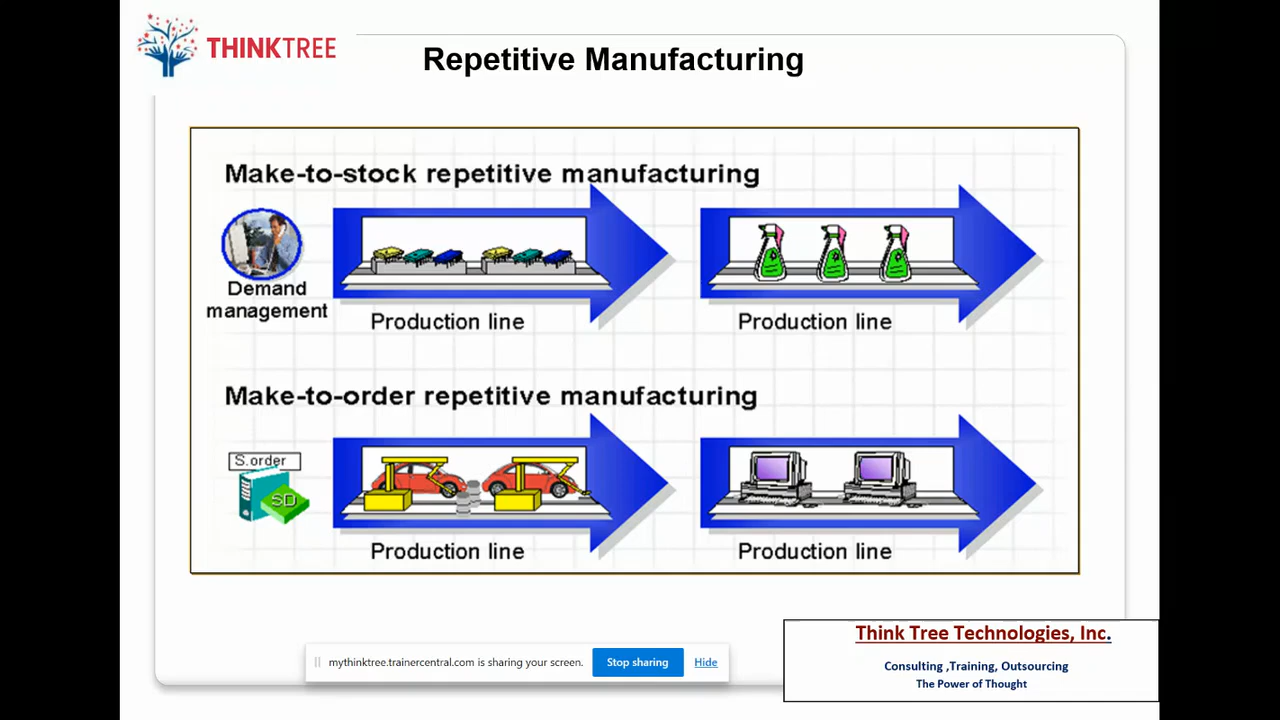 THINKTREE
Repetitive Manufacturing
Make-to-stock repetitive manufacturing
Demand
management
Production line
Production line
Make-to-order repetitive manufacturing
S.order
SD
Production line
Production line
mythinktree.trainercentral.com is sharing your screen.
Stop sharing
Hide
Think Tree Technologies, Inc.
Consulting ,Training, Outsourcing
The Power of Thought